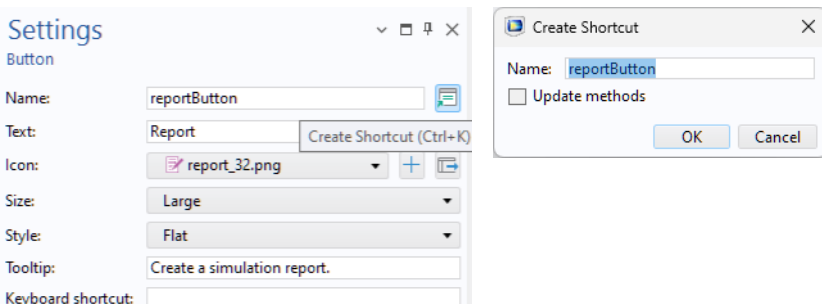 Settings
Button
Name: reportButton
Text: Report
Create Shortcut (Ctrl+K)
Icon: report_32.png
Size: Large
Style: Flat
Tooltip: Create a simulation report.
Keyboard shortcut:
Create Shortcut
Name: reportButton
Update methods
OK Cancel